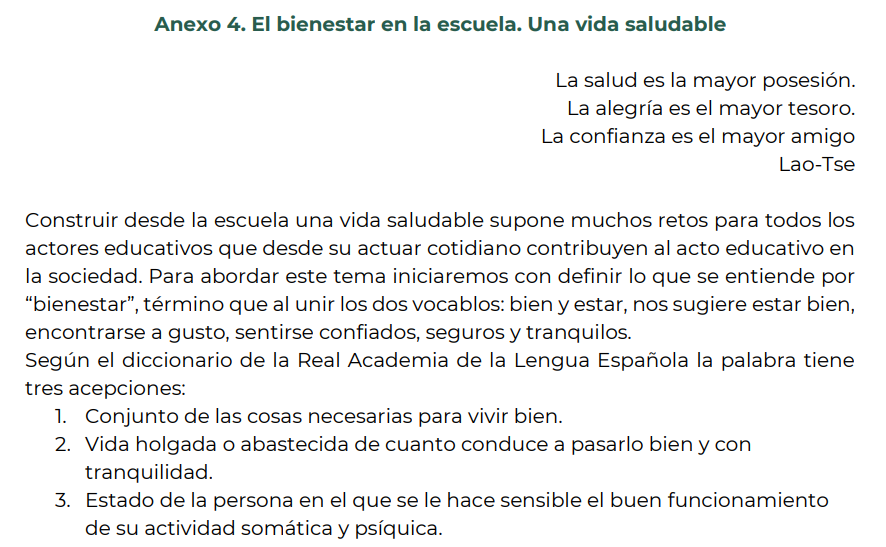 Anexo 4. El bienestar en la escuela. Una vida saludable
La salud es la mayor posesión.
La alegría es el mayor tesoro.
La confianza es el mayor amigo
Lao-Tse
Construir desde la escuela una vida saludable supone muchos retos para todos los
actores educativos que desde su actuar cotidiano contribuyen al acto educativo en
la sociedad. Para abordar este tema iniciaremos con definir lo que se entiende por
“bienestar”, término que al unir los dos vocablos: bien y estar, nos sugiere estar bien,
encontrarse a gusto, sentirse confiados, seguros y tranquilos.
Según el diccionario de la Real Academia de la Lengua Española la palabra tiene
tres acepciones:
1. Conjunto de las cosas necesarias para vivir bien.
2. Vida holgada o abastecida de cuanto conduce a pasarlo bien y con
tranquilidad.
3. Estado de la persona en el que se le hace sensible el buen funcionamiento
de su actividad somática y psíquica.